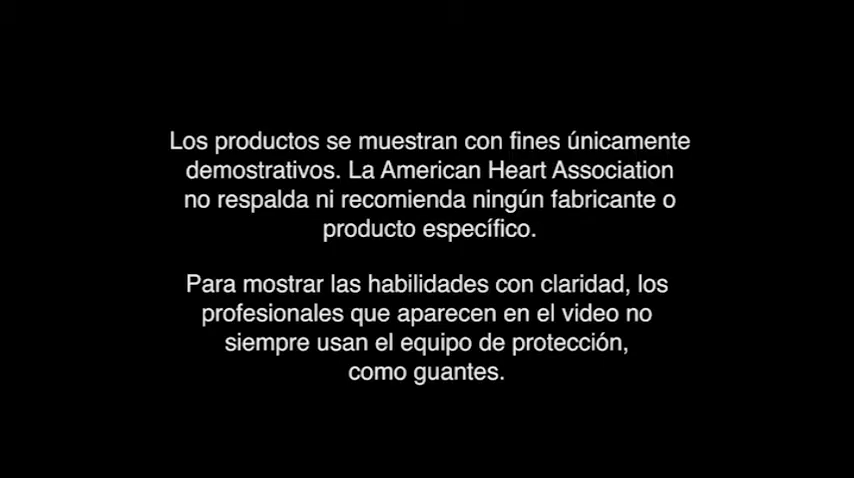 Los productos se muestran con fines únicamente
demostrativos. La American Heart Association
no respalda ni recomienda ningún fabricante o
producto específico.
Para mostrar las habilidades con claridad, los
profesionales que aparecen en el video no
siempre usan el equipo de protección,
como guantes.